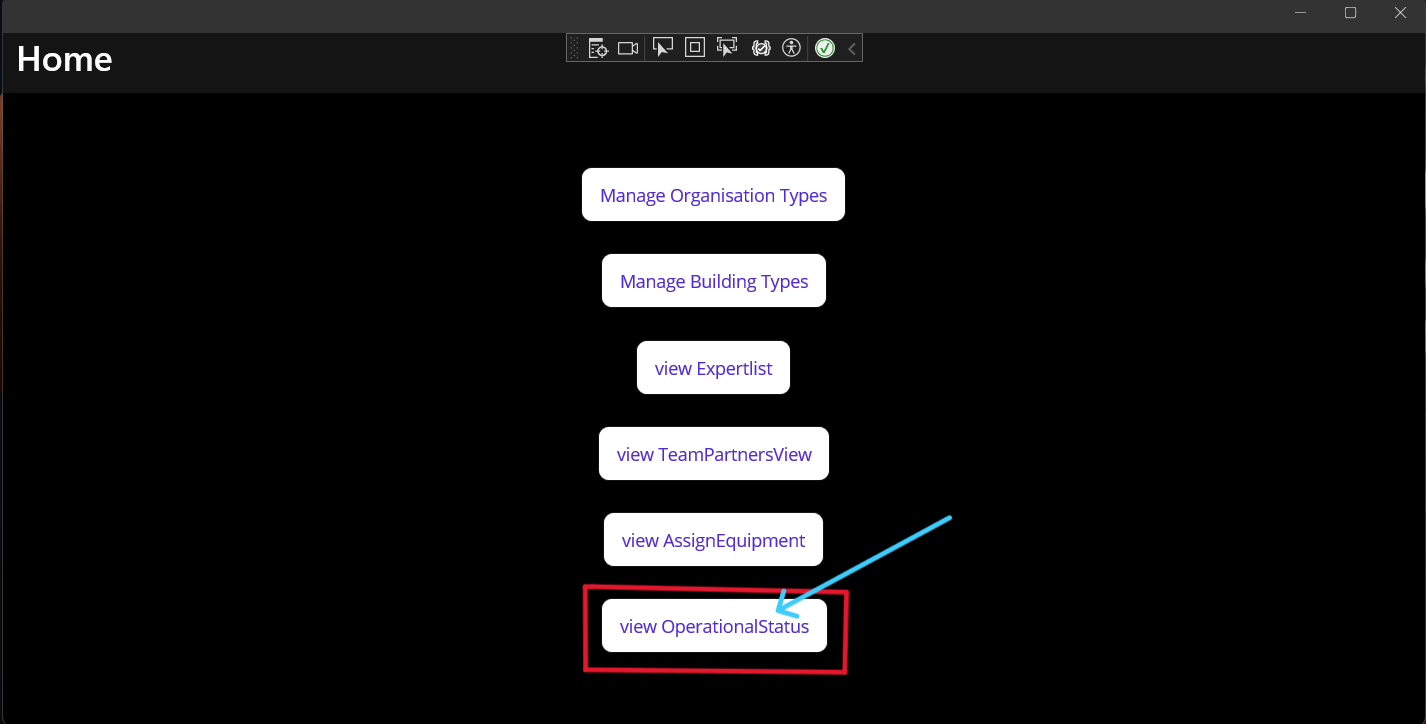 Home
Manage Organisation Types
Manage Building Types
view Expertlist
view TeamPartnersView
view AssignEquipment
view OperationalStatus